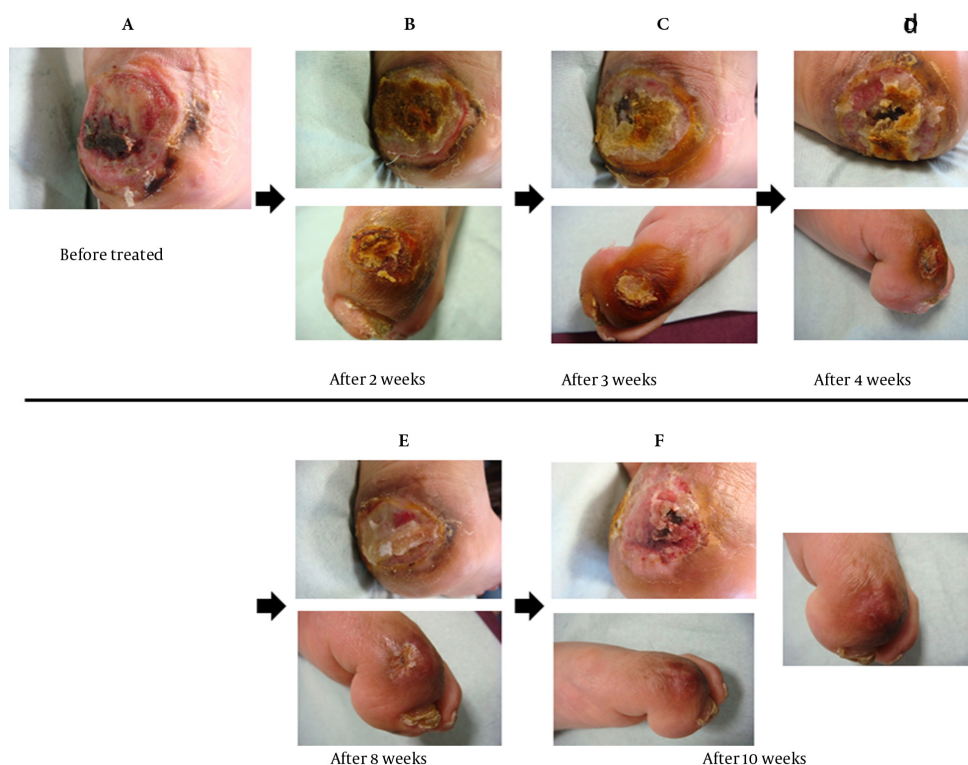 A
B
C
D
d
Before treated
After 2 weeks
After 3 weeks
After 4 weeks
E
F
After 8 weeks
After 10 weeks